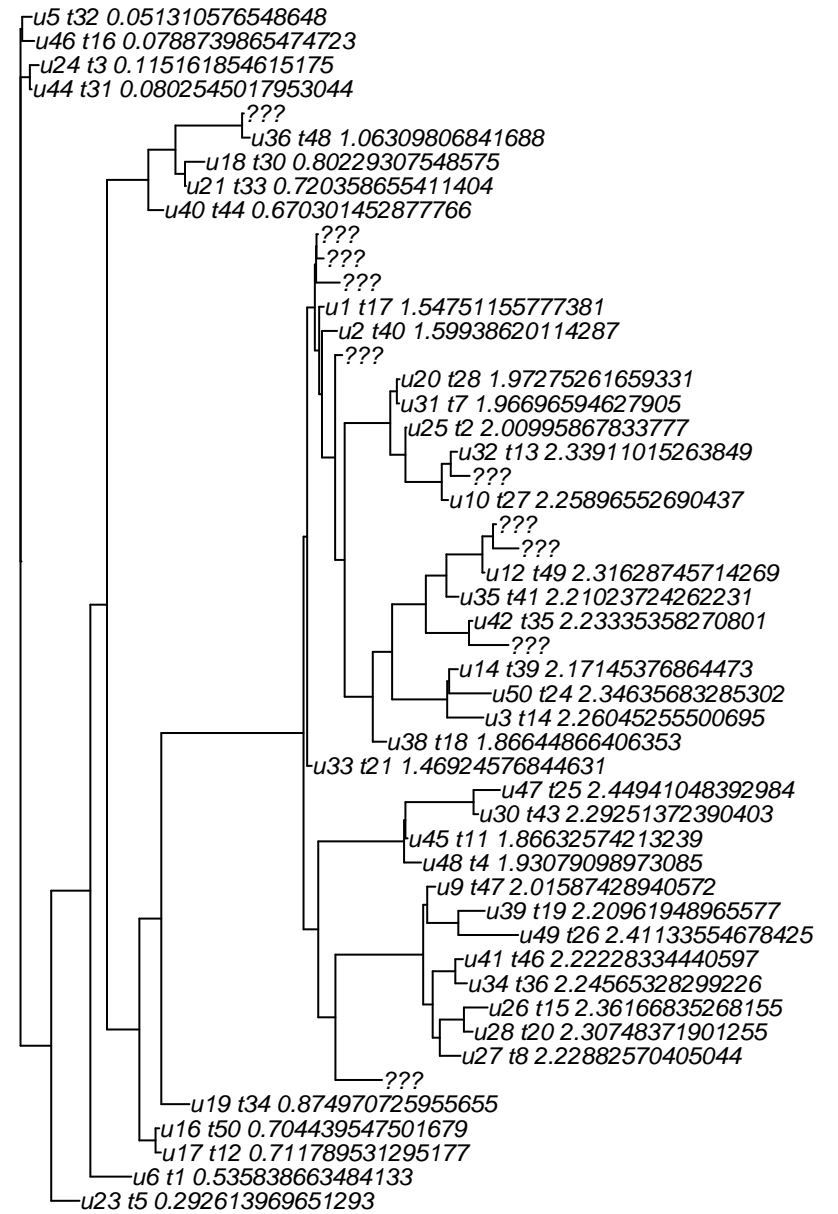 u5 t32 0.051310576548648
u46 t16 0.0788739865474723
u24 t3 0.115161854615175
u44 t31 0.0802545017953044
???
u36 t48 1.06309806841688
u18 t30 0.80229307548575
u21 t33 0.720358655411404
u40 t44 0.670301452877766
???
???
???
u1 t17 1.54751155777381
u2 t40 1.59938620114287
???
u20 t28 1.97275261659331
u31 t7 1.96696594627905
u25 t2 2.00995867833777
u32 t13 2.33911015263849
???
u10 t27 2.25896552690437
???
???
u12 t49 2.31628745714269
u35 t41 2.21023724262231
u42 t35 2.23335358270801
???
u14 t39 2.17145376864473
u50 t24 2.34635683285302
u3 t14 2.26045255500695
u38 t18 1.86644866406353
u33 t21 1.46924576844631
u47 t25 2.44941048392984
u30 t43 2.29251372390403
u45 t11 1.86632574213239
u48 t4 1.93079098973085
u9 t47 2.01587428940572
u39 t19 2.20961948965577
u49 t26 2.41133554678425
u41 t46 2.22228334440597
u34 t36 2.24565328299226
u26 t15 2.36166835268155
u28 t20 2.30748371901255
u27 t8 2.22882570405044
???
u19 t34 0.874970725955655
u16 t50 0.704439547501679
u17 t12 0.711789531295177
u6 t1 0.535838663484133
u23 t5 0.292613969651293